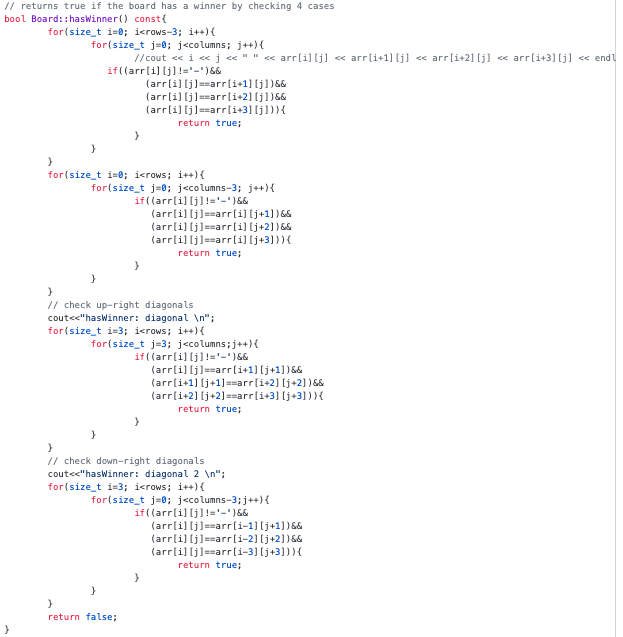 // returns true if the board has a winner by checking 4 cases
bool Board::hasWinner() const{
        for(size_t i=0; i<rows-3; i++){
                for(size_t j=0; j<columns; j++){
                        //cout << i << j << " " << arr[i][j] << arr[i+1][j] << arr[i+2][j] << arr[i+3][j] << endl
                   if((arr[i][j]!='-')&&
                          (arr[i][j]==arr[i+1][j])&&
                          (arr[i][j]==arr[i+2][j])&&
                          (arr[i][j]==arr[i+3][j])){
                                return true;
                        }
                }
        }
        for(size_t i=0; i<rows; i++){
                for(size_t j=0; j<columns-3; j++){
                        if((arr[i][j]!='-')&&
                           (arr[i][j]==arr[i][j+1])&&
                           (arr[i][j]==arr[i][j+2])&&
                           (arr[i][j]==arr[i][j+3])){
                                return true;
                        }
                }
        }
        // check up-right diagonals
        cout<<"hasWinner: diagonal \n";
        for(size_t i=3; i<rows; i++){
                for(size_t j=3; j<columns;j++){
                        if((arr[i][j]!='-')&&
                           (arr[i][j]==arr[i+1][j+1])&&
                           (arr[i+1][j+1]==arr[i+2][j+2])&&
                           (arr[i+2][j+2]==arr[i+3][j+3])){
                                return true;
                        }
                }
        }
        // check down-right diagonals
        cout<<"hasWinner: diagonal 2 \n";
        for(size_t i=3; i<rows; i++){
                for(size_t j=0; j<columns-3;j++){
                        if((arr[i][j]!='-')&&
                           (arr[i][j]==arr[i-1][j+1])&&
                           (arr[i][j]==arr[i-2][j+2])&&
                           (arr[i][j]==arr[i-3][j+3])){
                                return true;
                        }
                }
        }
        return false;
}